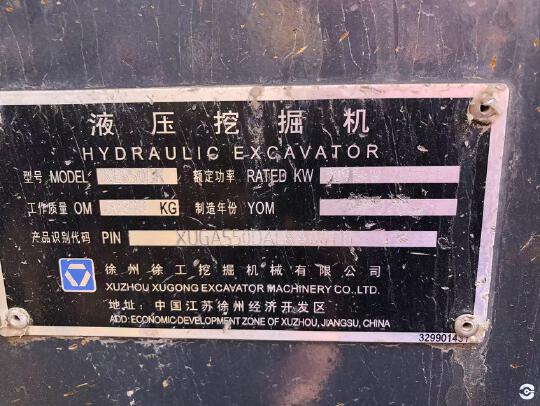 液压挖掘机
HYDRAULIC EXCAVATOR
型号 MODEL 额定功率 RATED KW
工作质量 OM KG 制造年份 YOM
产品识别代码 PIN
徐州徐工挖掘机械有限公司
XUZHOU XUGONG EXCAVATOR MACHINERY CO.,LTD.
地址：中国江苏徐州经济开发区
ADD:ECONOMIC DEVELOPMENT ZONE OF XUZHOU, JIANGSU, CHINA